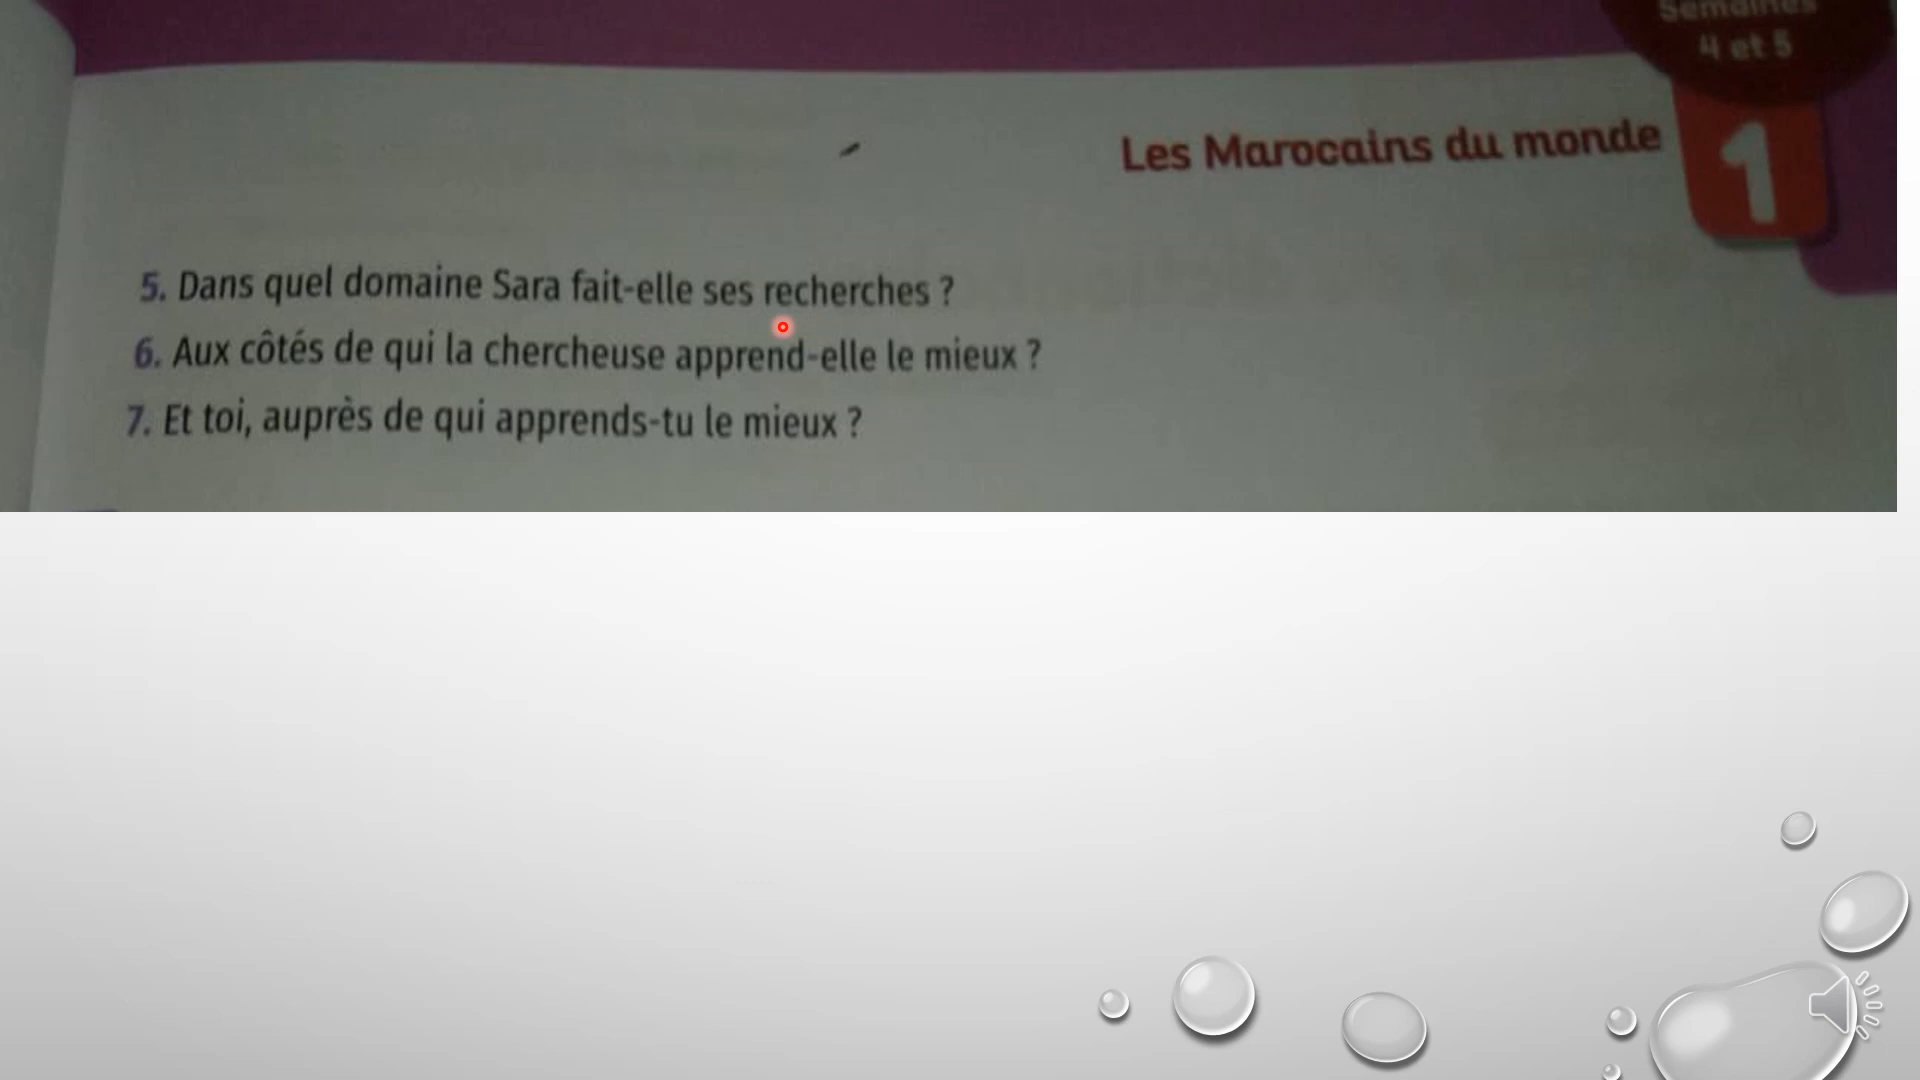 Semaines
4 et 5
Les Marocains du monde
1
5. Dans quel domaine Sara fait-elle ses recherches ?
6. Aux côtés de qui la chercheuse apprend-elle le mieux ?
7. Et toi, auprès de qui apprends-tu le mieux ?